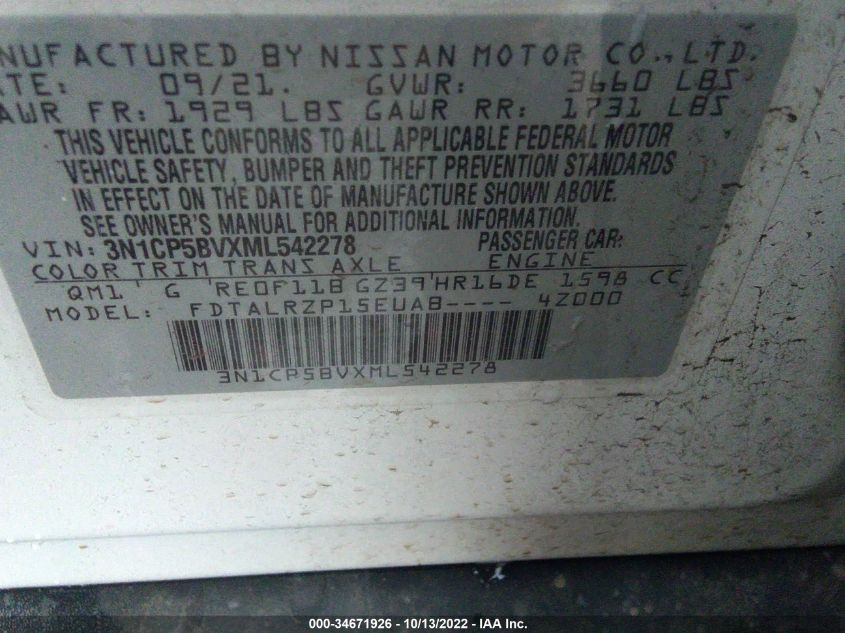 NUFACTURED BY NISSAN MOTOR CO., LTD.
ATE: 09/21. GVWR: 3660 LBS
AWR FR: 1929 LBS GAWR RR: 1731 LBS
THIS VEHICLE CONFORMS TO ALL APPLICABLE FEDERAL MOTOR
VEHICLE SAFETY, BUMPER AND THEFT PREVENTION STANDARDS
IN EFFECT ON THE DATE OF MANUFACTURE SHOWN ABOVE.
SEE OWNER'S MANUAL FOR ADDITIONAL INFORMATION.
VIN: 3N1CP5BVXML542278 PASSENGER CAR:
COLOR TRIM TRANS AXLE ENGINE
QM1 G RE0F11B GZ39 HR16DE 1598 CC
MODEL: FDTALRZP15EUAB---- 4Z000
3N1CP5BVXML542278
000-34671926 - 10/13/2022 - IAA Inc.